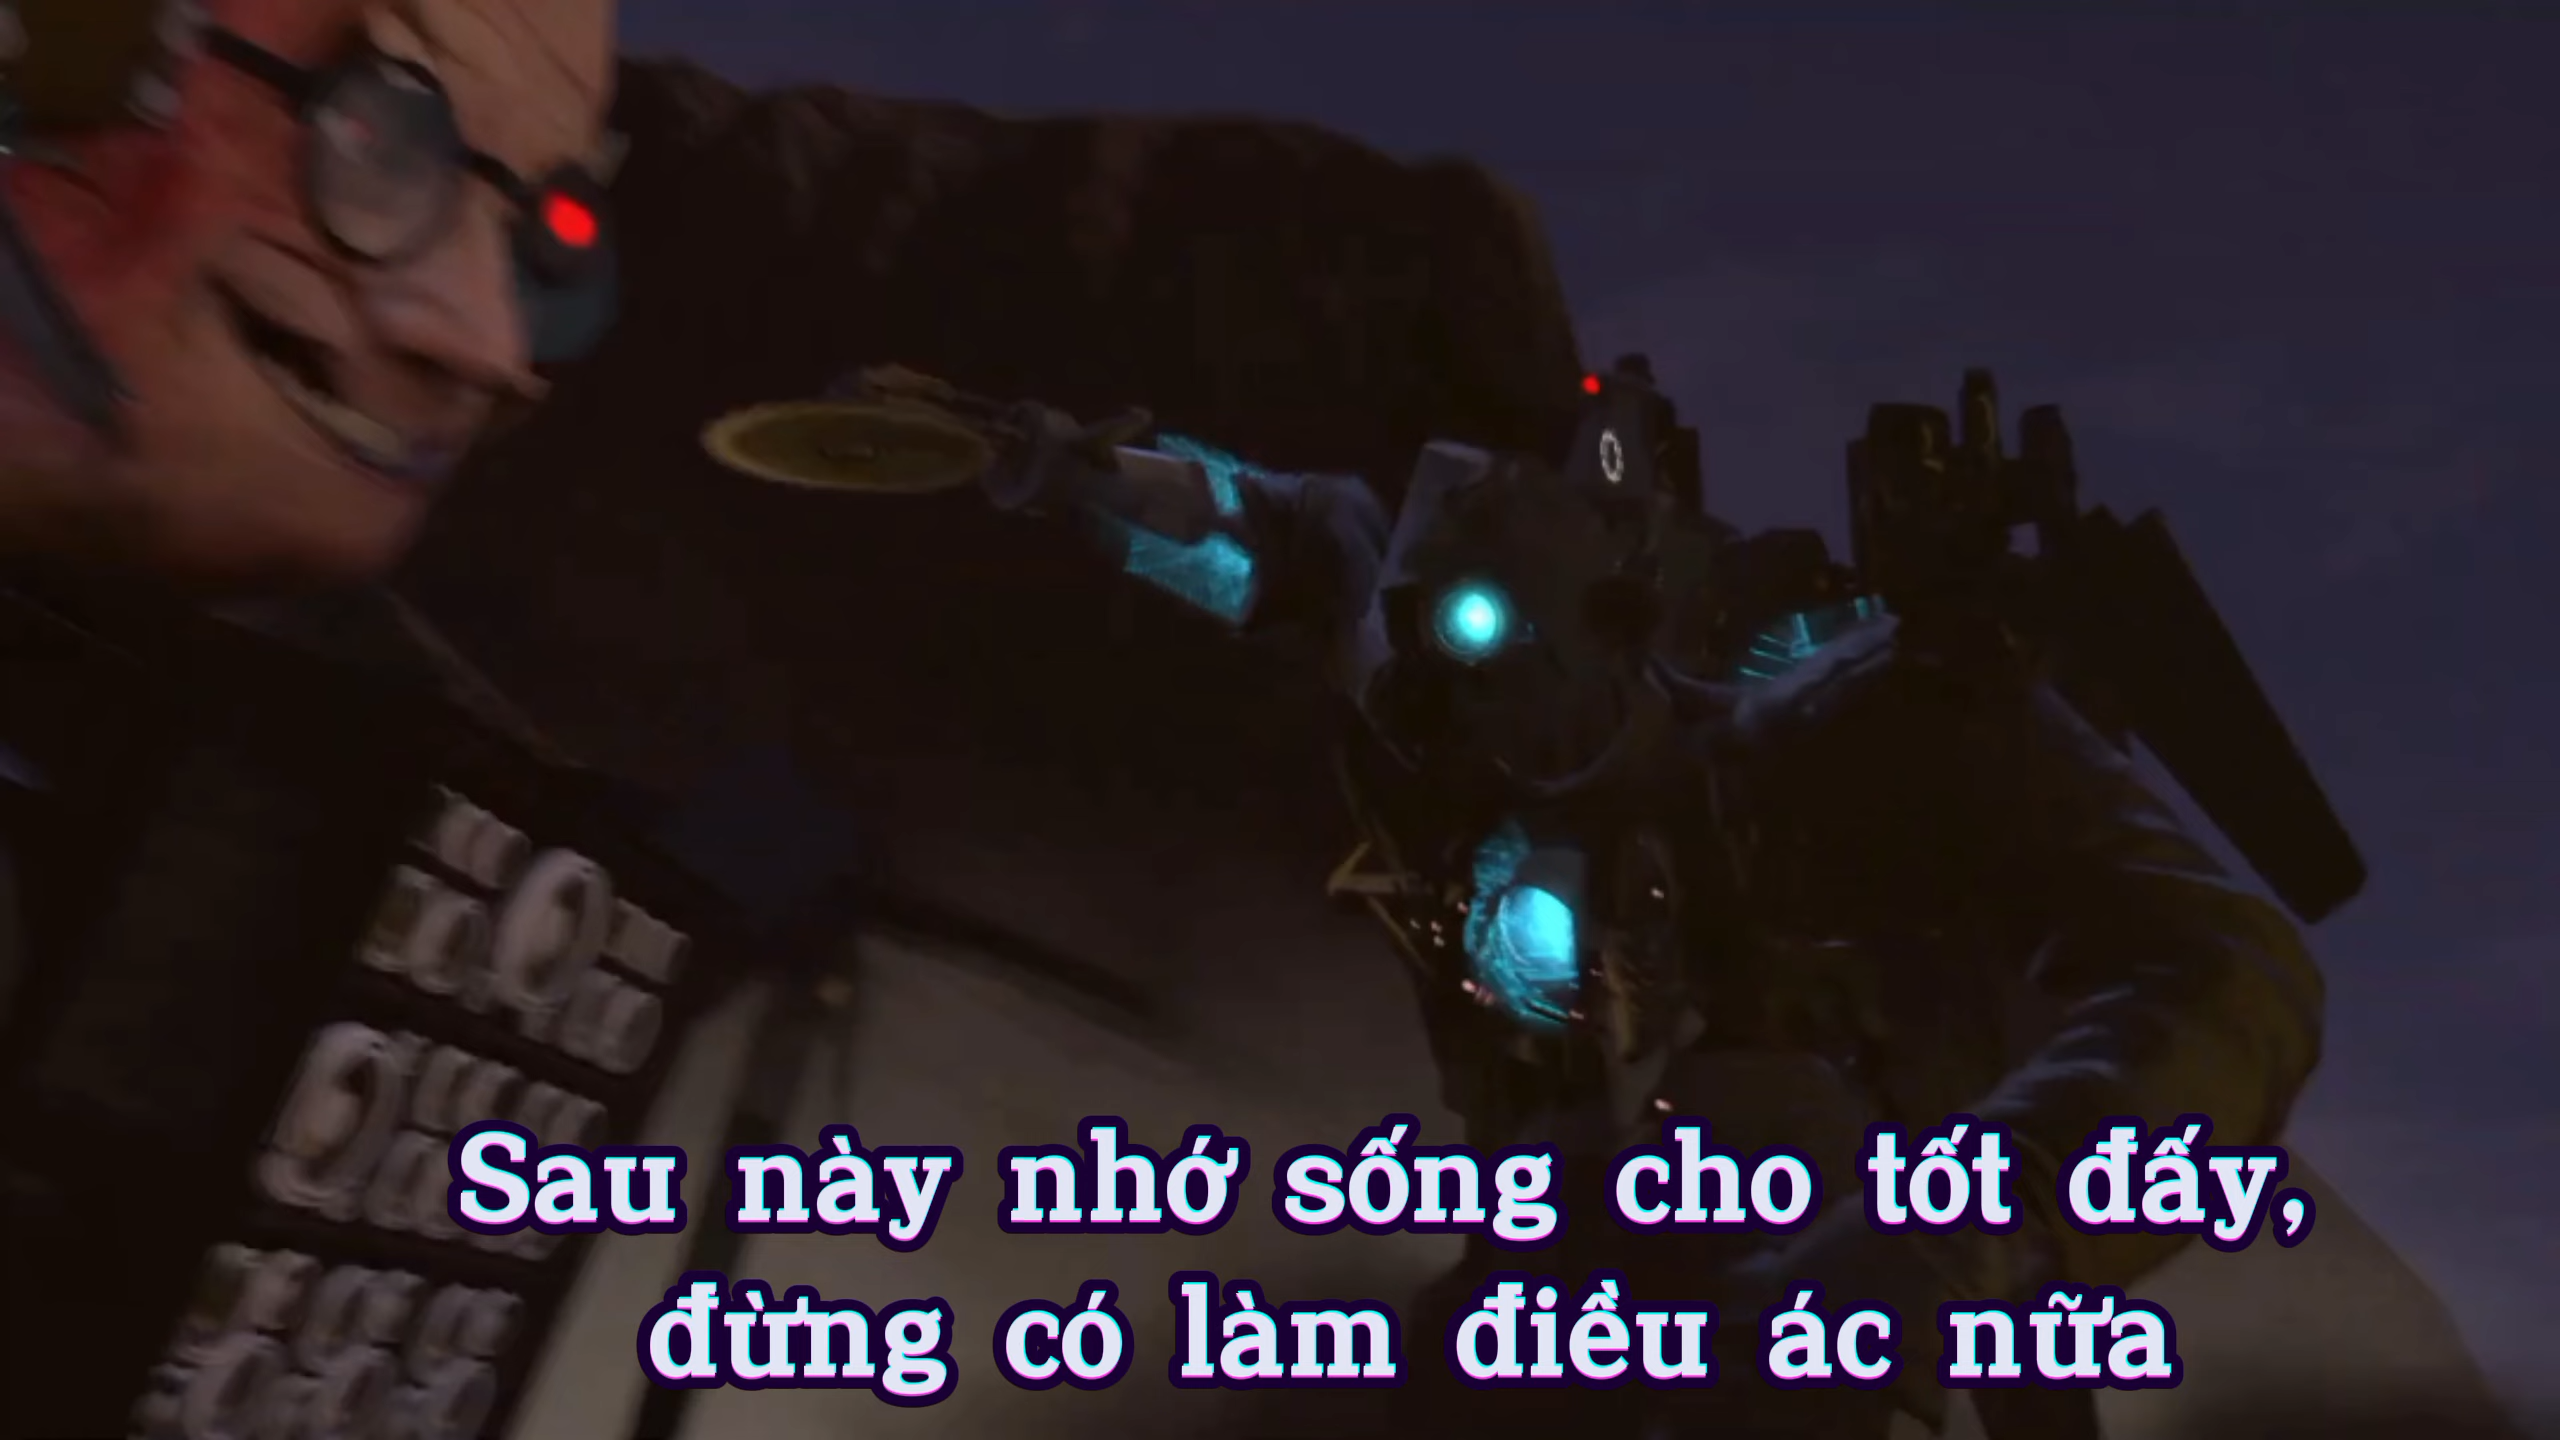 Sau này nhớ sống cho tốt đấy,
đừng có làm điều ác nữa